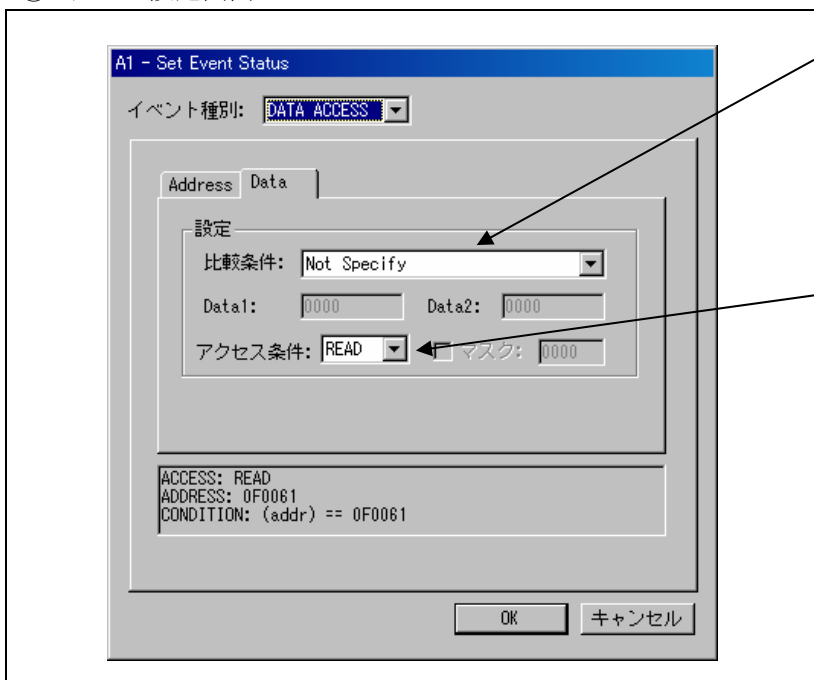 A1 - Set Event Status
イベント種別: DATA ACCESS
Address Data
設定
比較条件: Not Specify
Data1: 0000 Data2: 0000
アクセス条件: READ マスク: 0000
ACCESS: READ
ADDRESS: 0F0061
CONDITION: (addr) == 0F0061
OK キャンセル